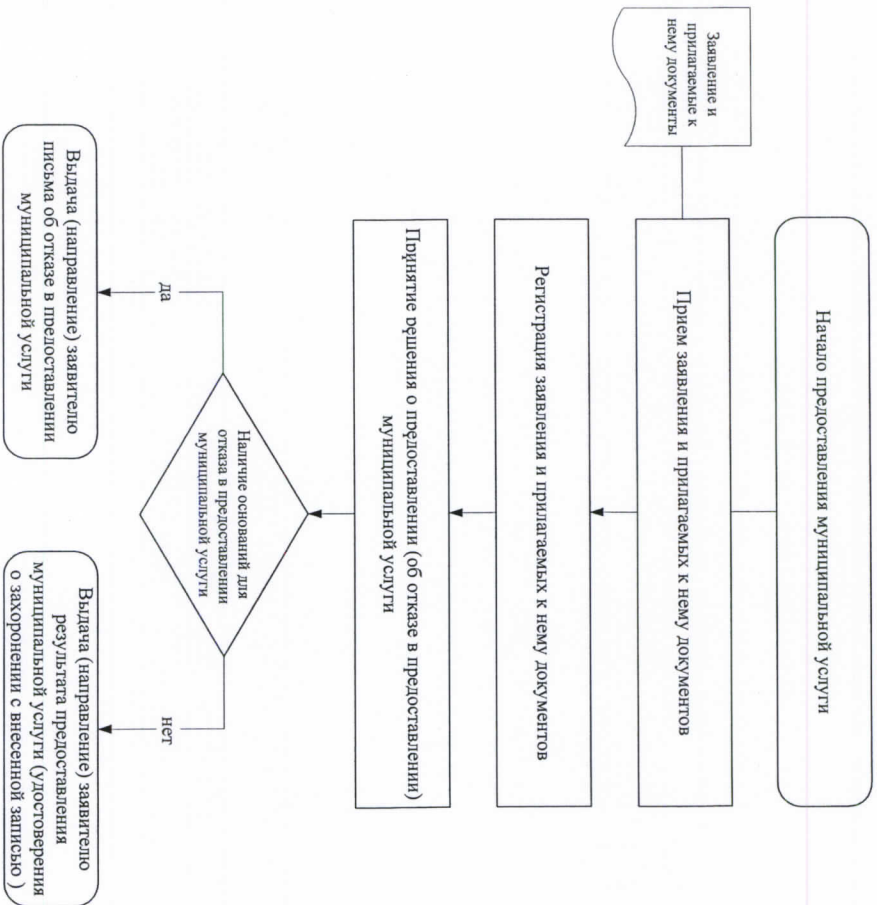 Начало предоставления муниципальной услуги
Заявление и
прилагаемые к
нему документы
Прием заявления и прилагаемых к нему документов
Регистрация заявления и прилагаемых к нему документов
Принятие решения о предоставлении (об отказе в предоставлении)
муниципальной услуги
Наличие оснований для
отказа в предоставлении
муниципальной услуги
да
нет
Выдача (направление) заявителю
письма об отказе в предоставлении
муниципальной услуги
Выдача (направление) заявителю
результата предоставления
муниципальной услуги (удостоверения
о захоронении с внесенной записью )